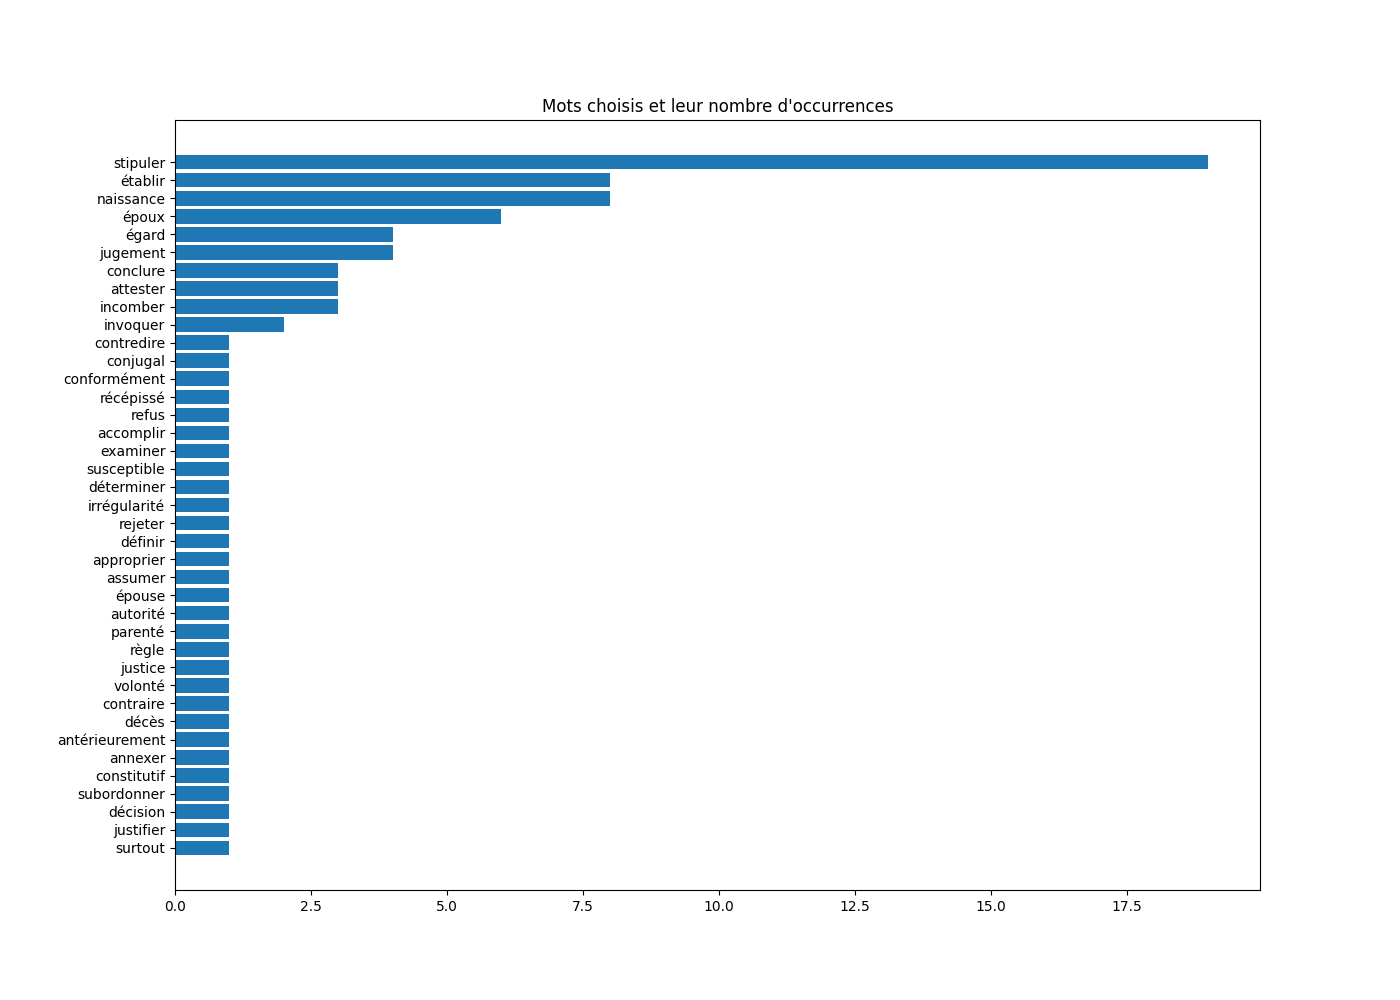 Mots choisis et leur nombre d'occurrences
stipuler
établir
naissance
époux
égard
jugement
conclure
attester
incomber
invoquer
contredire
conjugal
conformément
récépissé
refus
accomplir
examiner
susceptible
déterminer
irrégularité
rejeter
définir
approprier
assumer
épouse
autorité
parenté
règle
justice
volonté
contraire
décès
antérieurement
annexer
constitutif
subordonner
décision
justifier
surtout
0.0 2.5 5.0 7.5 10.0 12.5 15.0 17.5